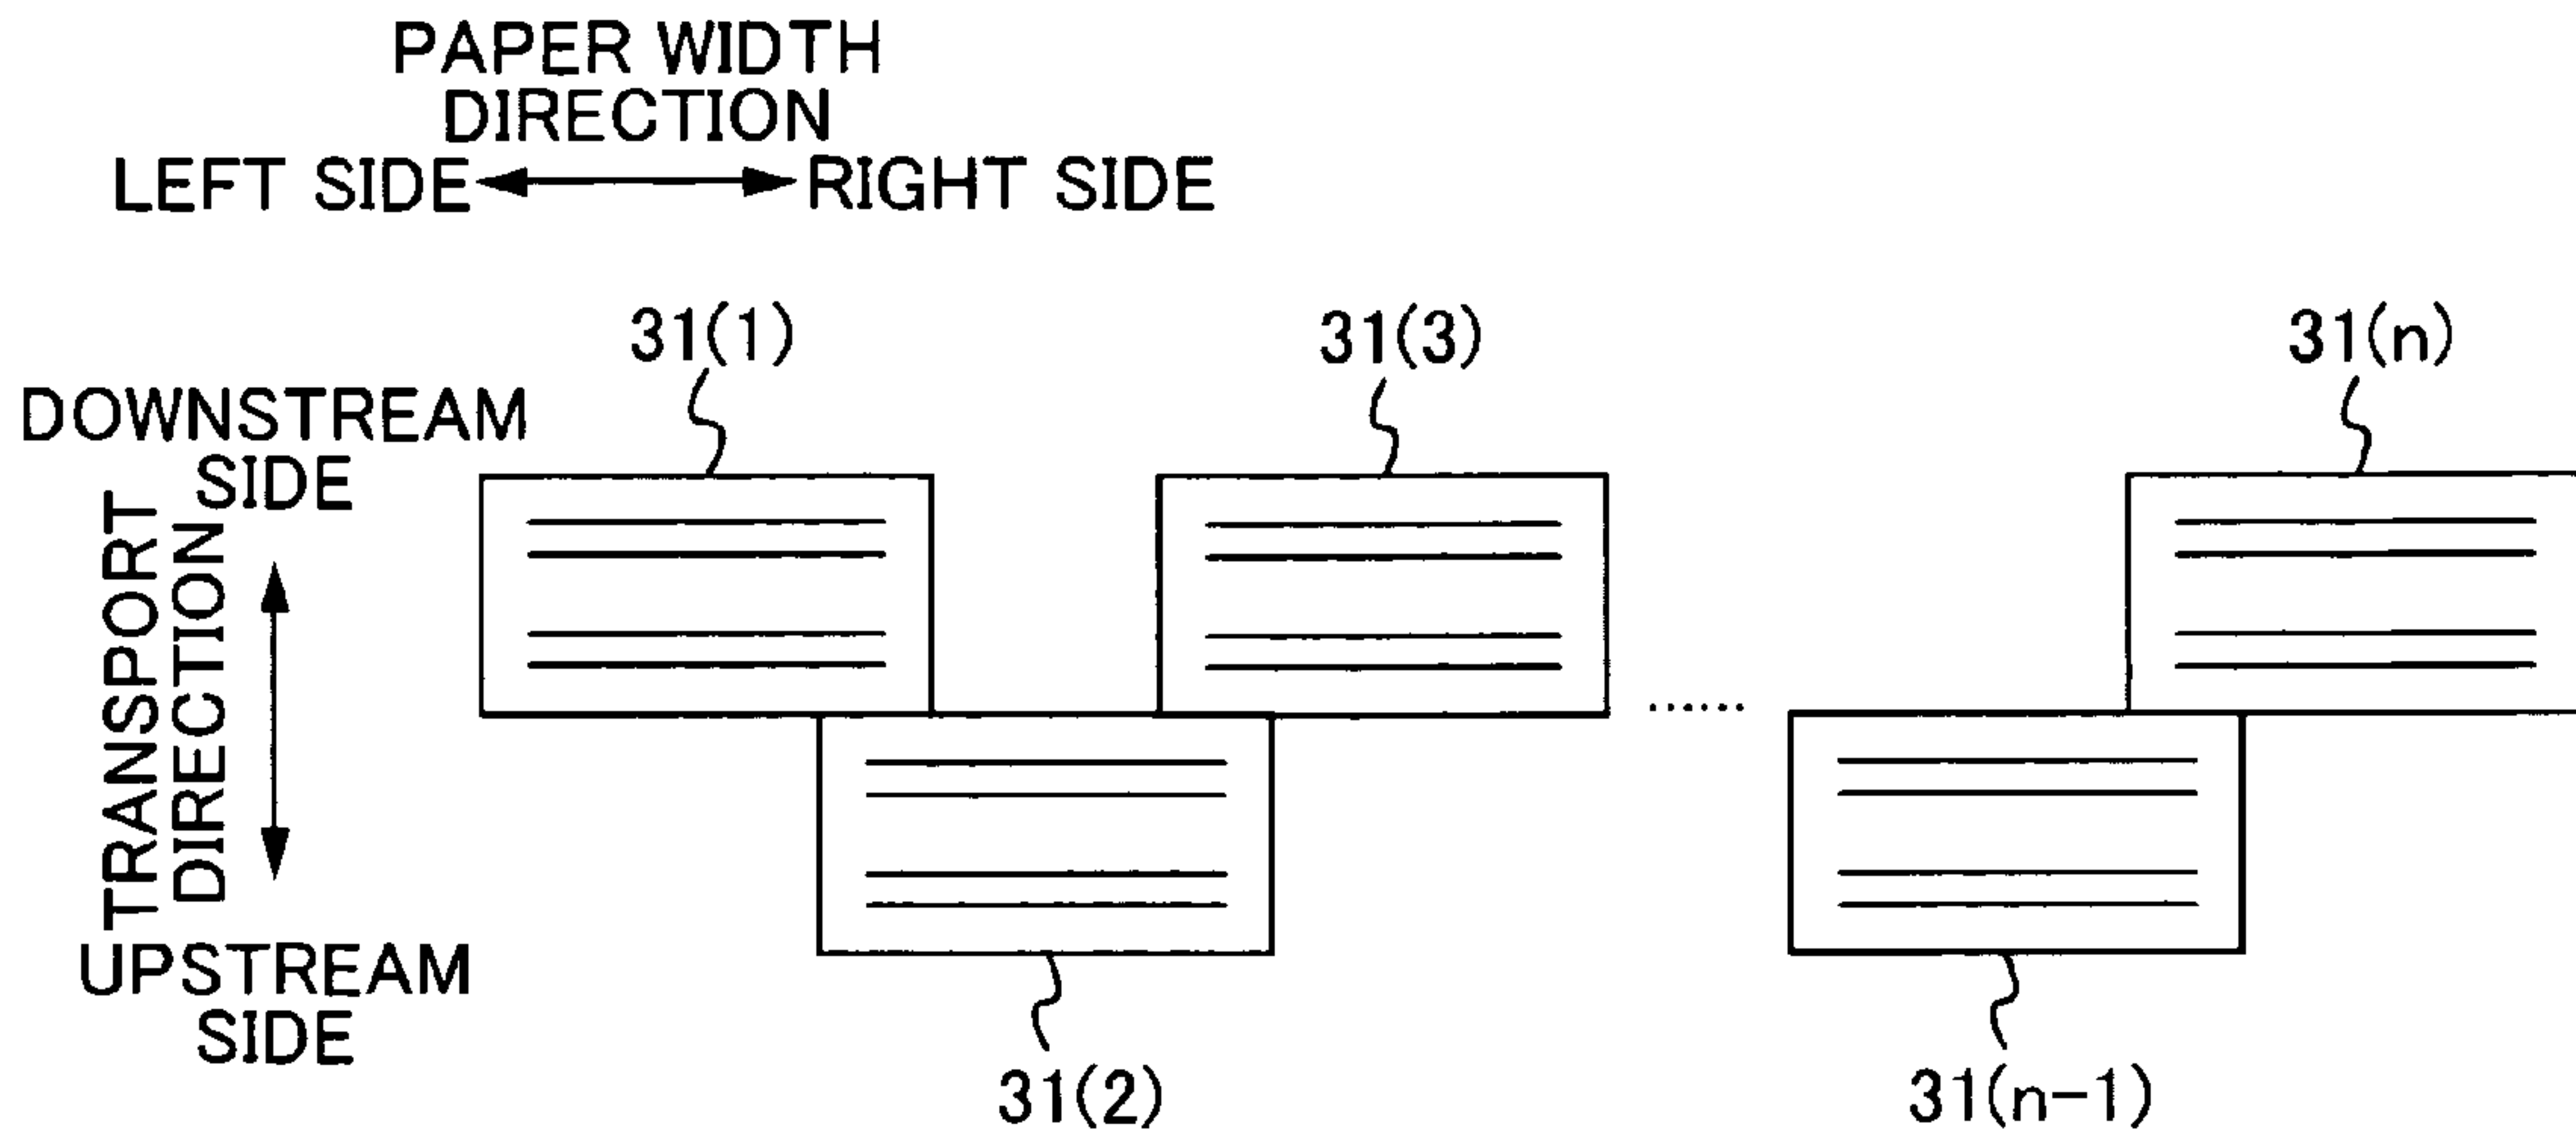 PAPER WIDTH
DIRECTION
LEFT SIDE RIGHT SIDE
31(1) 31(3) 31(n)
DOWNSTREAM
SIDE
TRANSPORT
DIRECTION
......
UPSTREAM
SIDE
31(2) 31(n-1)